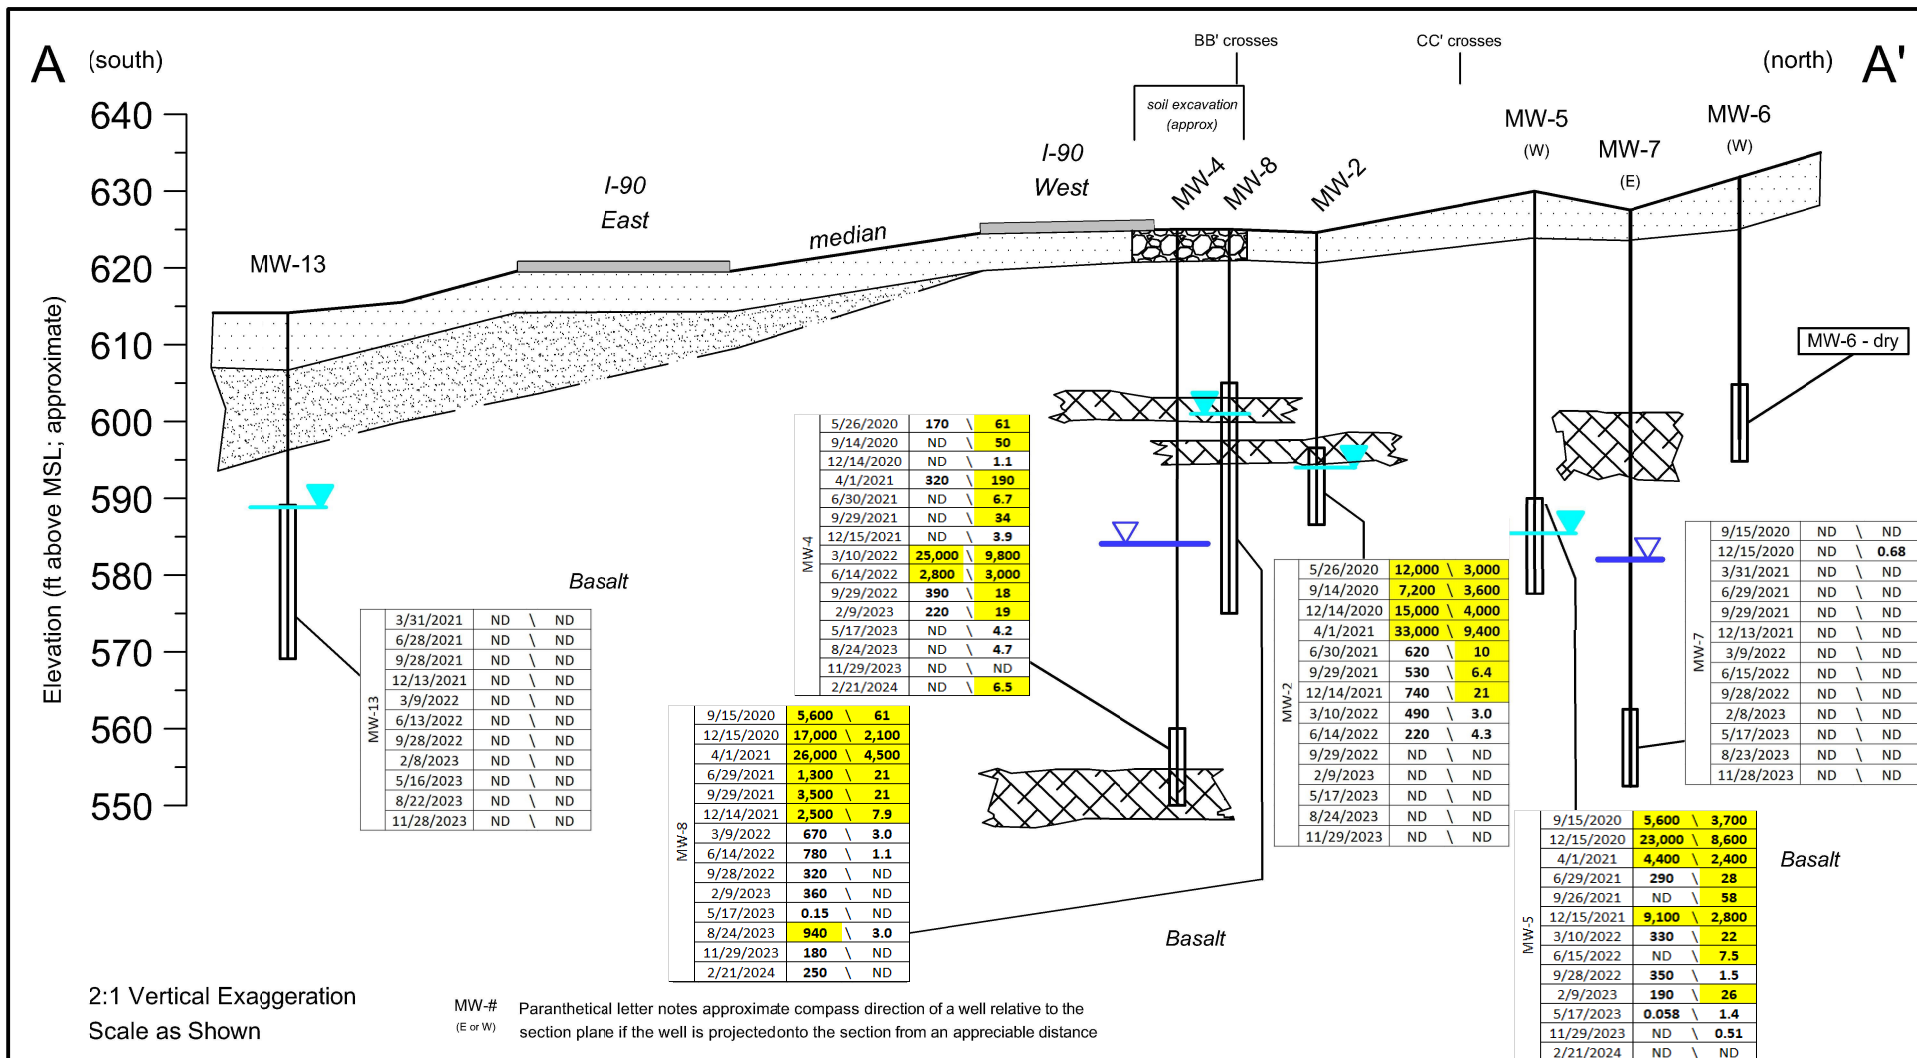 A (south)
BB' crosses
CC' crosses
(north) A'
640
630
620
610
600
590
580
570
560
550
Elevation (ft above MSL; approximate)
soil excavation
(approx)
MW-13
I-90
East
median
I-90
West
MW-4
MW-8
MW-2
MW-5
(W)
MW-7
(E)
MW-6
(W)
MW-6 - dry
Basalt
MW-4
5/26/2020 170 \ 61
9/14/2020 ND \ 50
12/14/2020 ND \ 1.1
4/1/2021 320 \ 190
6/30/2021 ND \ 6.7
9/29/2021 ND \ 34
12/15/2021 ND \ 3.9
3/10/2022 25,000 \ 9,800
6/14/2022 2,800 \ 3,000
9/29/2022 390 \ 18
2/9/2023 220 \ 19
5/17/2023 ND \ 4.2
8/24/2023 ND \ 4.7
11/29/2023 ND \ ND
2/21/2024 ND \ 6.5
MW-13
3/31/2021 ND \ ND
6/28/2021 ND \ ND
9/28/2021 ND \ ND
12/13/2021 ND \ ND
3/9/2022 ND \ ND
6/13/2022 ND \ ND
9/28/2022 ND \ ND
2/8/2023 ND \ ND
5/16/2023 ND \ ND
8/22/2023 ND \ ND
11/28/2023 ND \ ND
MW-8
9/15/2020 5,600 \ 61
12/15/2020 17,000 \ 2,100
4/1/2021 26,000 \ 4,500
6/29/2021 1,300 \ 21
9/29/2021 3,500 \ 21
12/14/2021 2,500 \ 7.9
3/9/2022 670 \ 3.0
6/14/2022 780 \ 1.1
9/28/2022 320 \ ND
2/9/2023 360 \ ND
5/17/2023 0.15 \ ND
8/24/2023 940 \ 3.0
11/29/2023 180 \ ND
2/21/2024 250 \ ND
MW-2
5/26/2020 12,000 \ 3,000
9/14/2020 7,200 \ 3,600
12/14/2020 15,000 \ 4,000
4/1/2021 33,000 \ 9,400
6/30/2021 620 \ 10
9/29/2021 530 \ 6.4
12/14/2021 740 \ 21
3/10/2022 490 \ 3.0
6/14/2022 220 \ 4.3
9/29/2022 ND \ ND
2/9/2023 ND \ ND
5/17/2023 ND \ ND
8/24/2023 ND \ ND
11/29/2023 ND \ ND
MW-7
9/15/2020 ND \ ND
12/15/2020 ND \ 0.68
3/31/2021 ND \ ND
6/29/2021 ND \ ND
9/29/2021 ND \ ND
12/13/2021 ND \ ND
3/9/2022 ND \ ND
6/15/2022 ND \ ND
9/28/2022 ND \ ND
2/8/2023 ND \ ND
5/17/2023 ND \ ND
8/23/2023 ND \ ND
11/28/2023 ND \ ND
MW-5
9/15/2020 5,600 \ 3,700
12/15/2020 23,000 \ 8,600
4/1/2021 4,400 \ 2,400
6/29/2021 290 \ 28
9/26/2021 ND \ 58
12/15/2021 9,100 \ 2,800
3/10/2022 330 \ 22
6/15/2022 ND \ 7.5
9/28/2022 350 \ 1.5
2/9/2023 190 \ 26
5/17/2023 0.058 \ 1.4
11/29/2023 ND \ 0.51
2/21/2024 ND \ ND
Basalt
Basalt
2:1 Vertical Exaggeration
Scale as Shown
MW-# Paranthetical letter notes approximate compass direction of a well relative to the
(E or W) section plane if the well is projectedonto the section from an appreciable distance